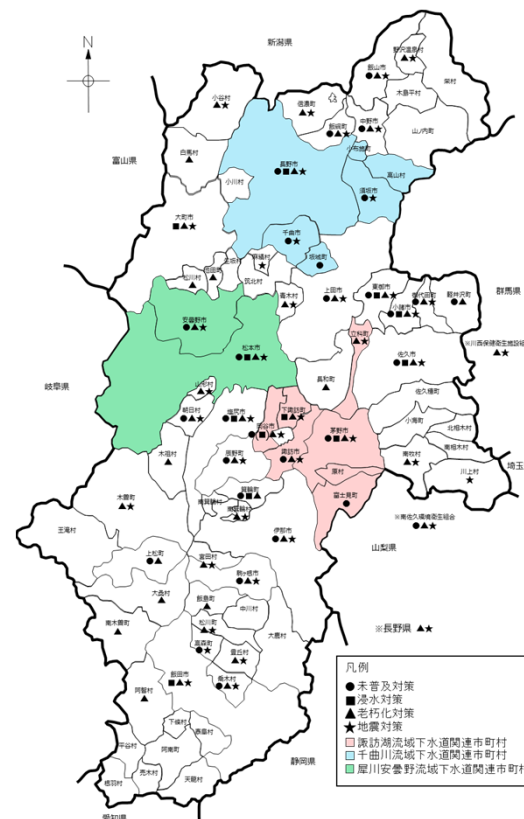 N
新潟県
野沢温泉村
▲★
飯山市
●▲★
栄村
木島平村
小谷村
▲★
信濃町
▲★
飯綱町
●▲★
中野市
●▲★
山ノ内町
富山県
白馬村
▲
小川村
長野市
●■▲★
小布施町
高山村
須坂市
●★
大町市
■▲★
千曲市
●★
坂城町
●
麻績村
★
生坂村
筑北村
池田町
▲
松川村
▲
青木村
▲★
上田市
●▲★
東御市
●■▲★
小諸市
●■▲★
御代田町
●▲★
軽井沢町
●▲
群馬県
※川西保健衛生施設組
▲★
安曇野市
●▲★
松本市
●■▲★
立科町
▲★
佐久市
●■▲★
岐阜県
山形村
▲★
朝日村
●▲★
塩尻市
●■▲★
長和町
▲
下諏訪町
■▲★
岡谷市
●■▲★
茅野市
●■▲★
諏訪市
●▲★
佐久穂町
小海町
北相木村
南相木村
南牧村
▲★
川上村
★
埼玉
木祖村
▲
辰野町
●▲★
原村
富士見町
●
箕輪町
●■▲
南箕輪村
▲★
木曽町
▲★
伊那市
●▲★
※南佐久環境衛生組合
●▲★
山梨県
王滝村
上松町
●▲
宮田村
▲★
駒ヶ根市
●▲★
大桑村
▲
飯島町
▲
中川村
南木曽町
▲
松川町
▲★
大鹿村
高森町
●★
豊丘村
▲★
※長野県 ▲★
飯田市
■▲★
喬木村
●▲★
阿智村
▲
下條村
泰阜村
平谷村
阿南町
売木村
天龍村
根羽村
静岡県
愛知県
凡例
●未普及対策
■浸水対策
▲老朽化対策
★地震対策
諏訪湖流域下水道関連市町村
千曲川流域下水道関連市町村
犀川安曇野流域下水道関連市町村